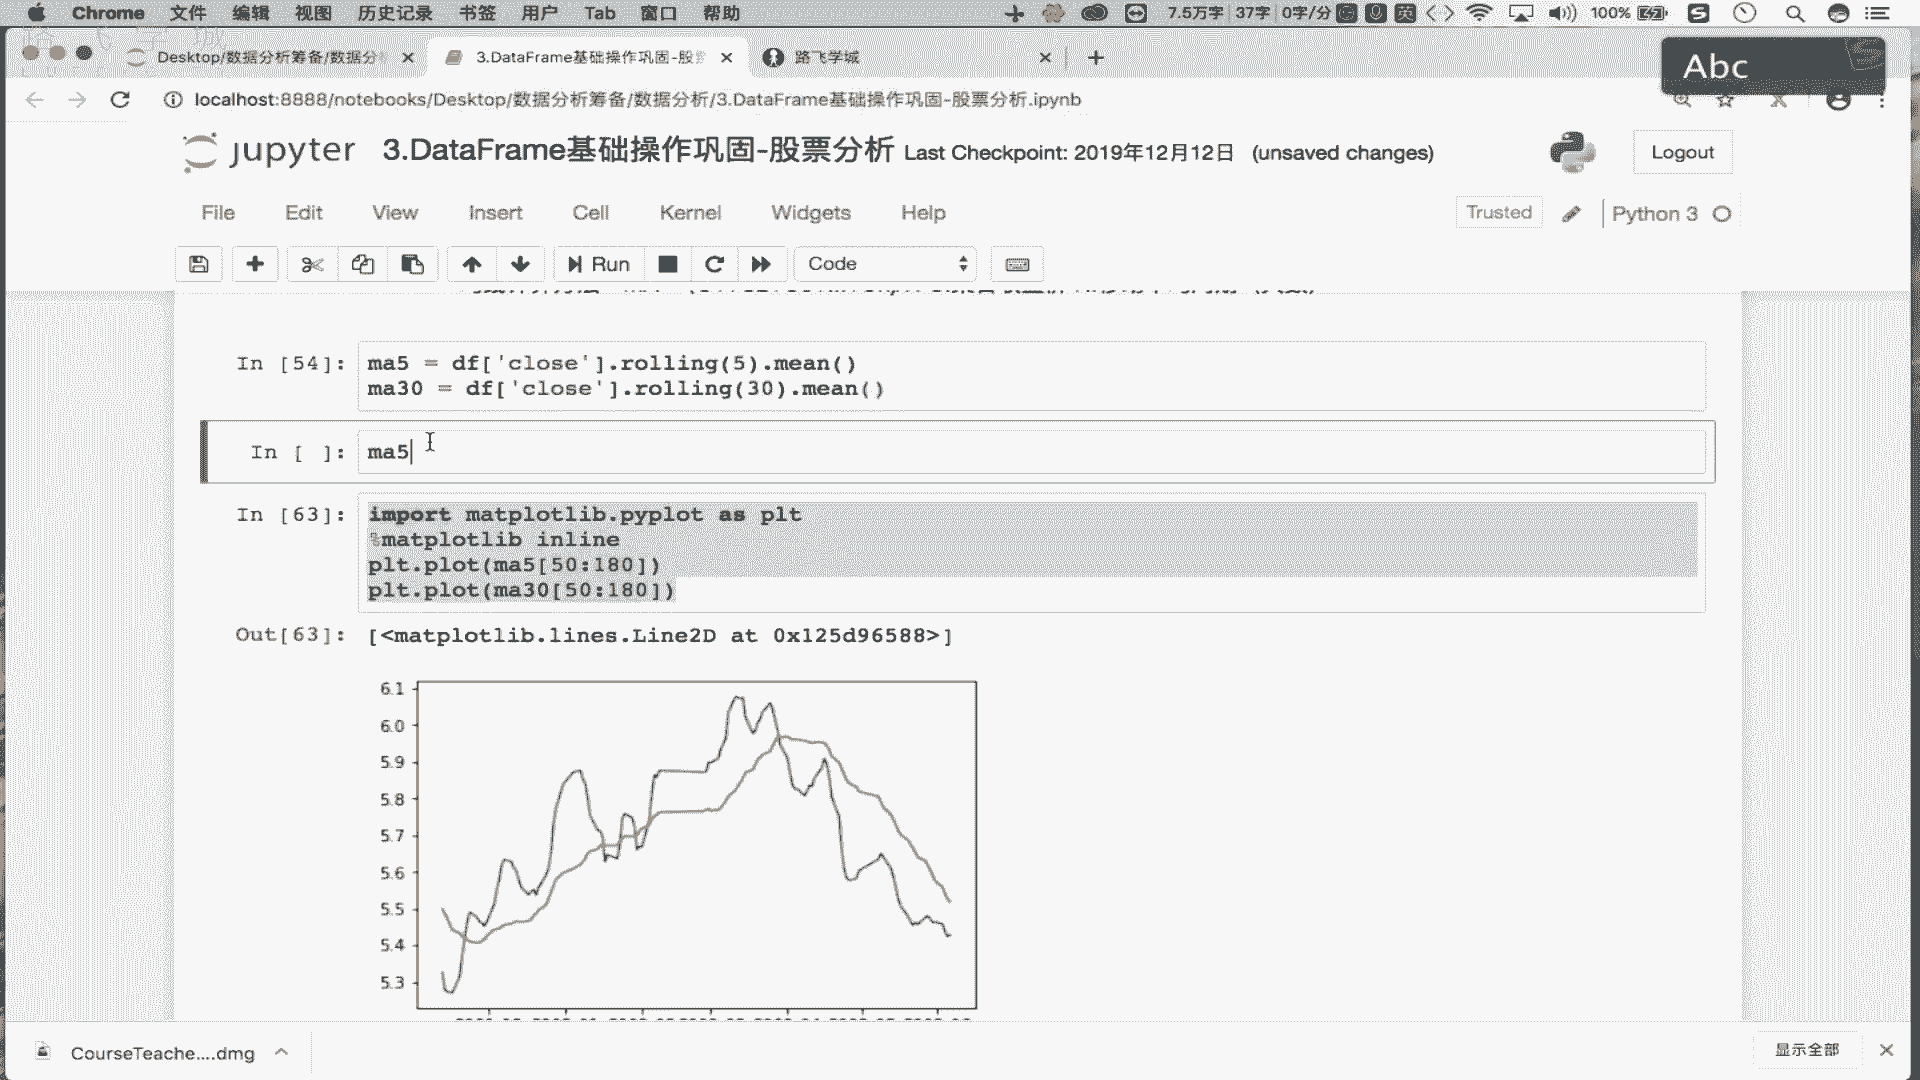 Chrome 文件 编辑 视图 历史记录 书签 用户 Tab 窗口 帮助 7.5万字 37字 0字/分 英 100%
Desktop/数据分析筹备/数据分 3.DataFrame基础操作巩固-股 路飞学城
Abc
localhost:8888/notebooks/Desktop/数据分析筹备/数据分析/3.DataFrame基础操作巩固-股票分析.ipynb
jupyter 3.DataFrame基础操作巩固-股票分析 Last Checkpoint: 2019年12月12日 (unsaved changes) Logout
File Edit View Insert Cell Kernel Widgets Help Trusted Python 3
Run Code
In [54]: ma5 = df['close'].rolling(5).mean()
ma30 = df['close'].rolling(30).mean()
In [ ]: ma5
In [63]: import matplotlib.pyplot as plt
%matplotlib inline
plt.plot(ma5[50:180])
plt.plot(ma30[50:180])
Out[63]: [<matplotlib.lines.Line2D at 0x125d96588>]
6.1
6.0
5.9
5.8
5.7
5.6
5.5
5.4
5.3
CourseTeache....dmg 显示全部